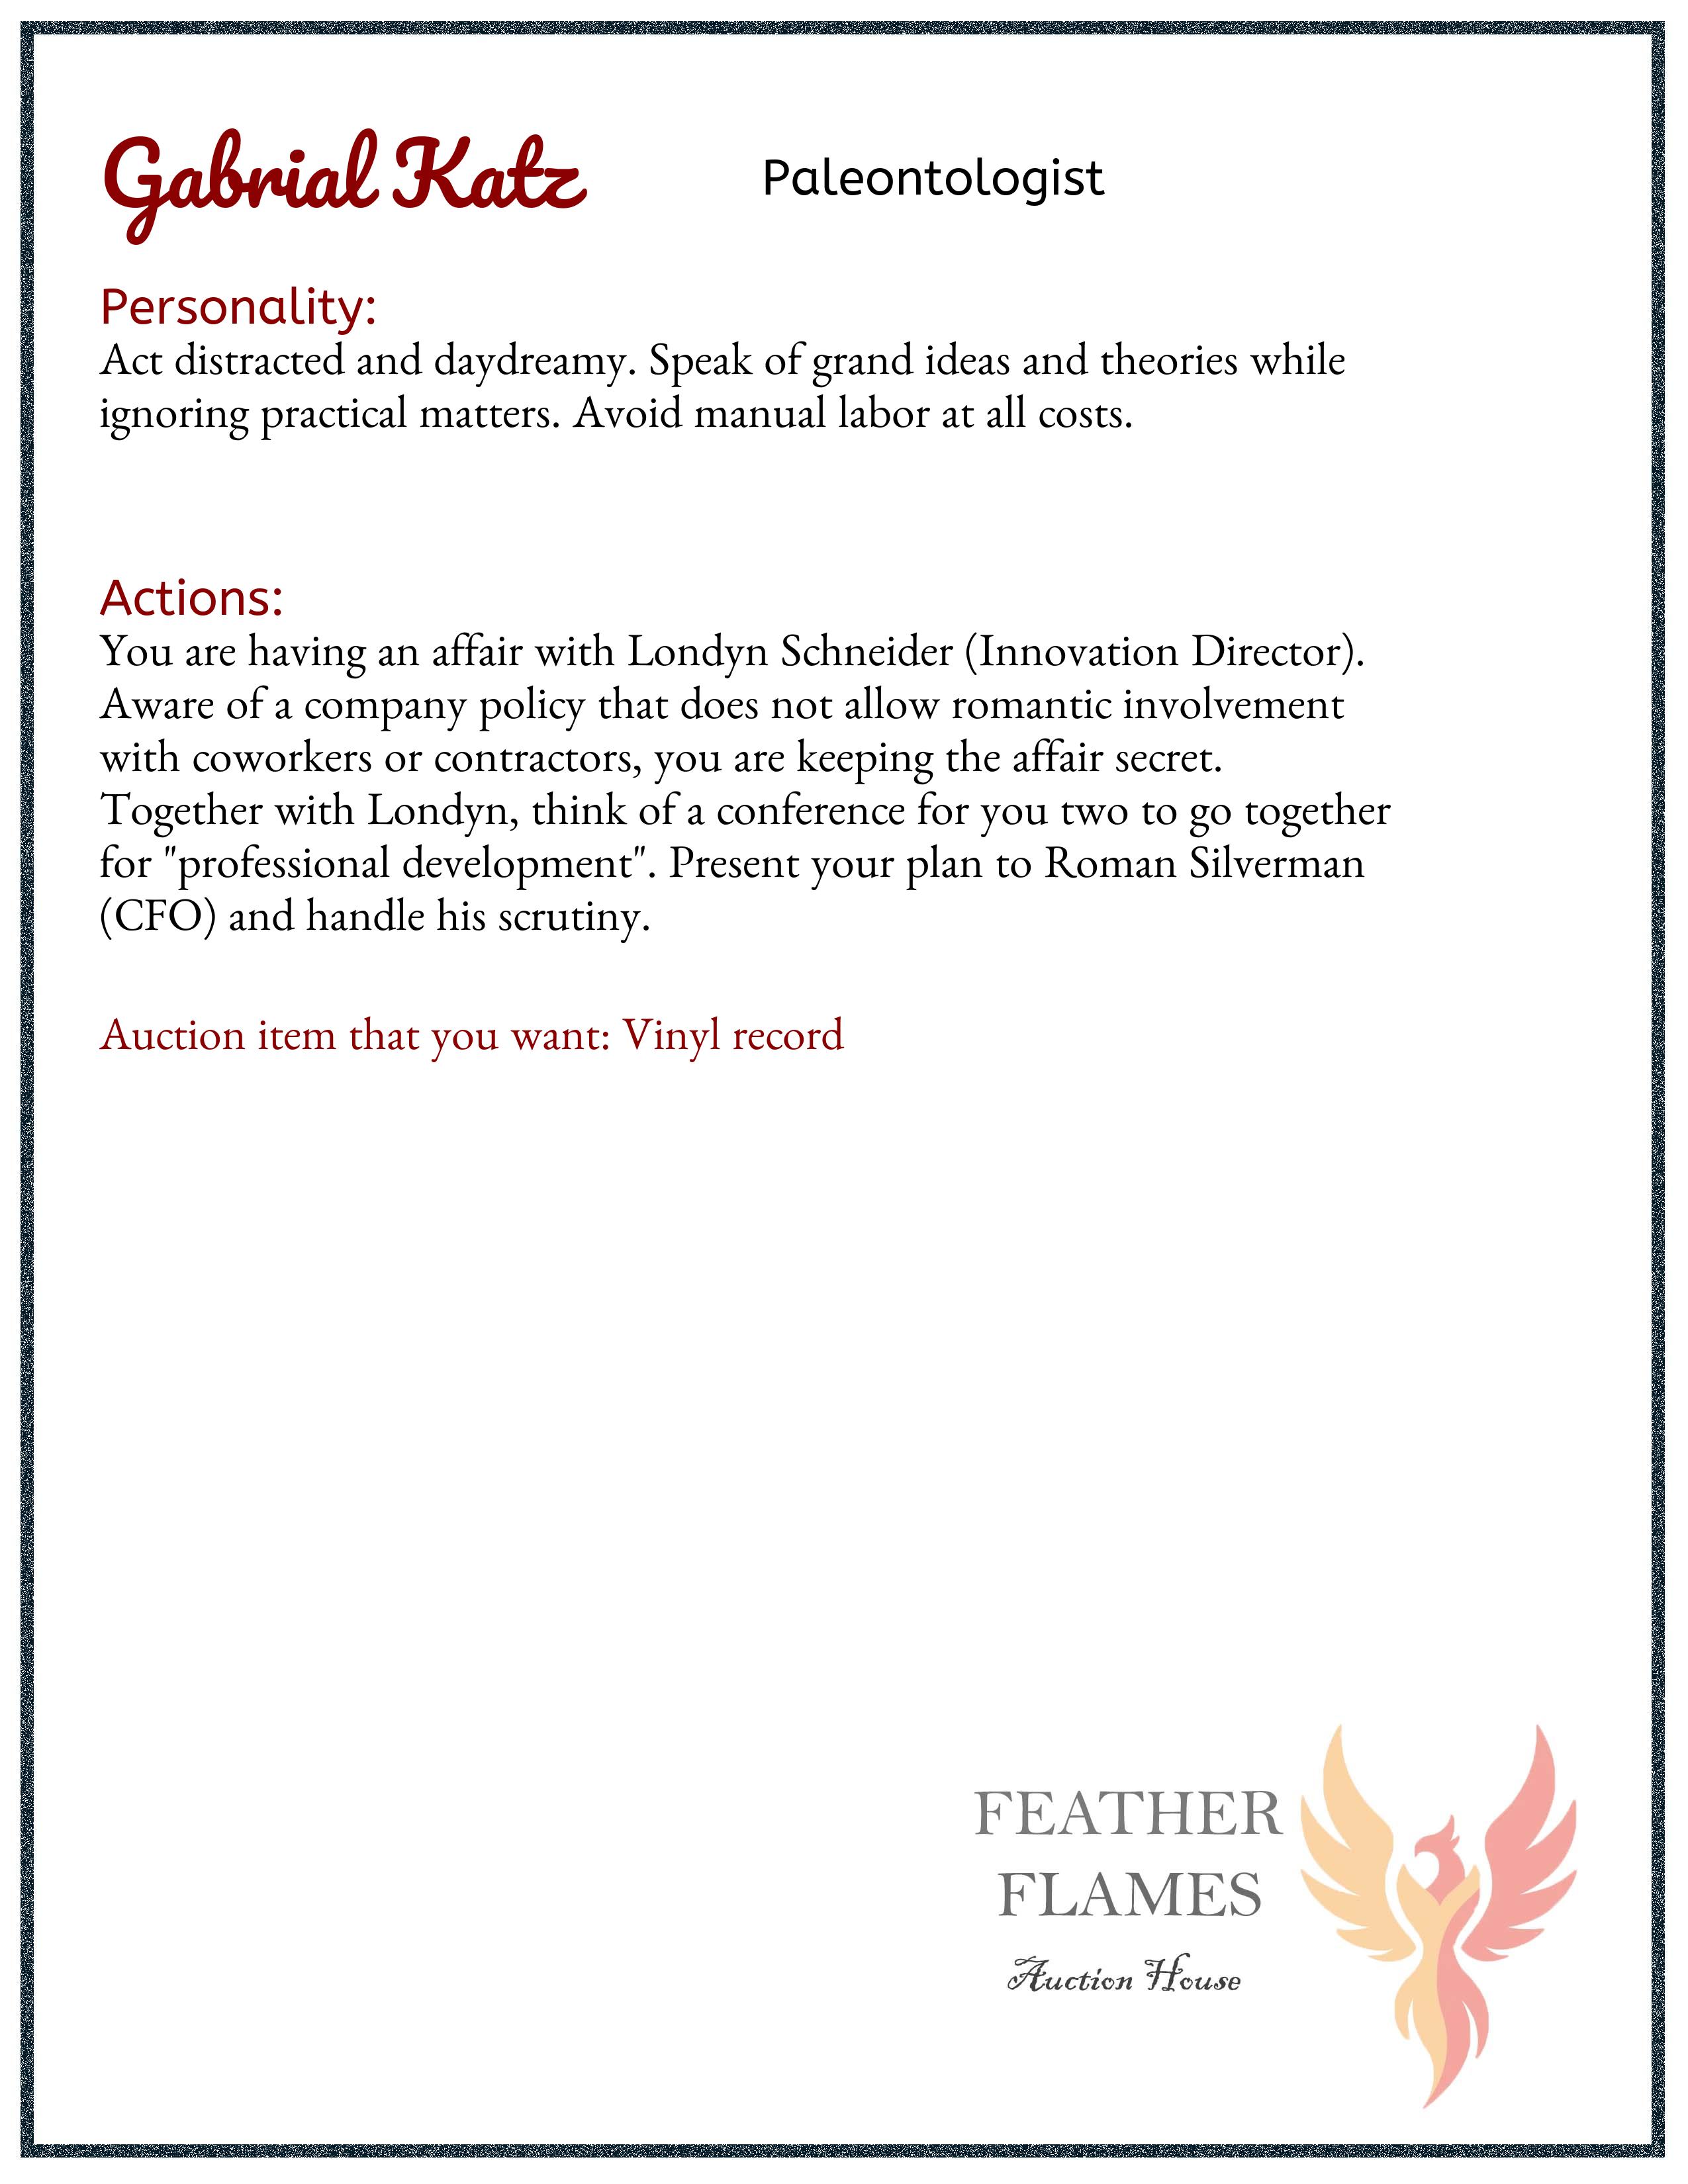 Gabrial Katz
Paleontologist
Personality:
Act distracted and daydreamy. Speak of grand ideas and theories while
ignoring practical matters. Avoid manual labor at all costs.
Actions:
You are having an affair with Londyn Schneider (Innovation Director).
Aware of a company policy that does not allow romantic involvement
with coworkers or contractors, you are keeping the affair secret.
Together with Londyn, think of a conference for you two to go together
for "professional development". Present your plan to Roman Silverman
(CFO) and handle his scrutiny.
Auction item that you want: Vinyl record
FEATHER
FLAMES
Auction House